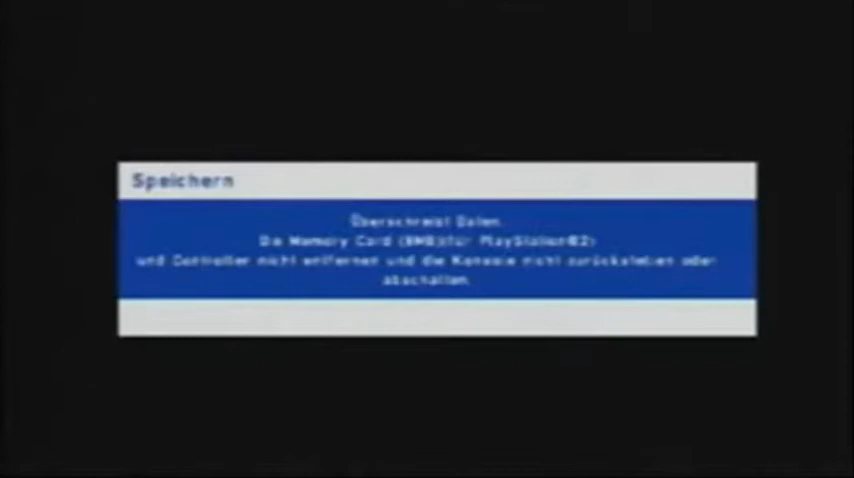 Speichern
Überschreibt Daten.
Die Memory Card (8MB)(für PlayStation®2)
und Controller nicht entfernen und die Konsole nicht zurückstellen oder
abschalten.